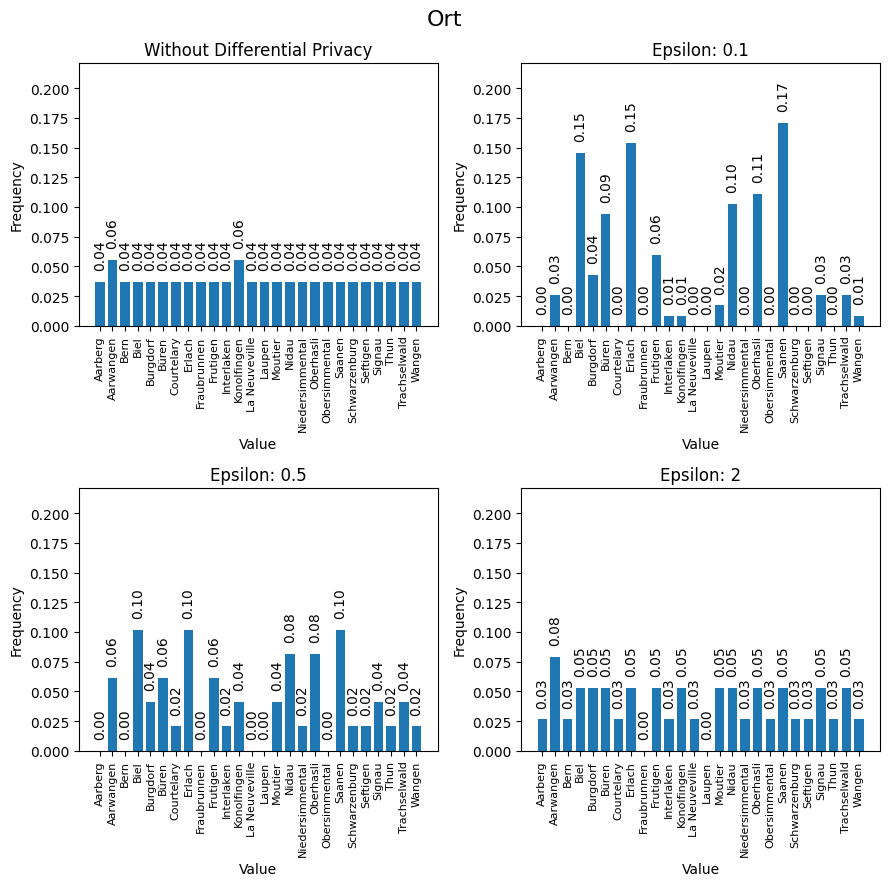 Ort
Without Differential Privacy
Frequency
0.200
0.175
0.150
0.125
0.100
0.075
0.050
0.025
0.000
0.04 0.06 0.04 0.04 0.04 0.04 0.04 0.04 0.04 0.04 0.04 0.06 0.04 0.04 0.04 0.04 0.04 0.04 0.04 0.04 0.04 0.04 0.04 0.04 0.04 0.04
Aarberg Aarwangen Bern Biel Burgdorf Büren Courtelary Erlach Fraubrunnen Frutigen Interlaken Konolfingen La Neuveville Laupen Moutier Nidau Niedersimmental Oberhasli Obersimmental Saanen Schwarzenburg Seftigen Signau Thun Trachselwald Wangen
Value
Epsilon: 0.1
Frequency
0.200
0.175
0.150
0.125
0.100
0.075
0.050
0.025
0.000
0.00 0.03 0.00 0.15 0.04 0.09 0.00 0.15 0.00 0.06 0.01 0.01 0.00 0.00 0.02 0.10 0.00 0.11 0.00 0.17 0.00 0.00 0.03 0.00 0.03 0.01
Aarberg Aarwangen Bern Biel Burgdorf Büren Courtelary Erlach Fraubrunnen Frutigen Interlaken Konolfingen La Neuveville Laupen Moutier Nidau Niedersimmental Oberhasli Obersimmental Saanen Schwarzenburg Seftigen Signau Thun Trachselwald Wangen
Value
Epsilon: 0.5
Frequency
0.200
0.175
0.150
0.125
0.100
0.075
0.050
0.025
0.000
0.00 0.06 0.00 0.10 0.04 0.06 0.02 0.10 0.00 0.06 0.02 0.04 0.00 0.00 0.04 0.08 0.02 0.08 0.00 0.10 0.02 0.02 0.04 0.02 0.04 0.02
Aarberg Aarwangen Bern Biel Burgdorf Büren Courtelary Erlach Fraubrunnen Frutigen Interlaken Konolfingen La Neuveville Laupen Moutier Nidau Niedersimmental Oberhasli Obersimmental Saanen Schwarzenburg Seftigen Signau Thun Trachselwald Wangen
Value
Epsilon: 2
Frequency
0.200
0.175
0.150
0.125
0.100
0.075
0.050
0.025
0.000
0.03 0.08 0.03 0.05 0.05 0.05 0.03 0.05 0.00 0.05 0.03 0.05 0.03 0.00 0.05 0.05 0.03 0.05 0.03 0.05 0.03 0.03 0.05 0.03 0.05 0.03
Aarberg Aarwangen Bern Biel Burgdorf Büren Courtelary Erlach Fraubrunnen Frutigen Interlaken Konolfingen La Neuveville Laupen Moutier Nidau Niedersimmental Oberhasli Obersimmental Saanen Schwarzenburg Seftigen Signau Thun Trachselwald Wangen
Value